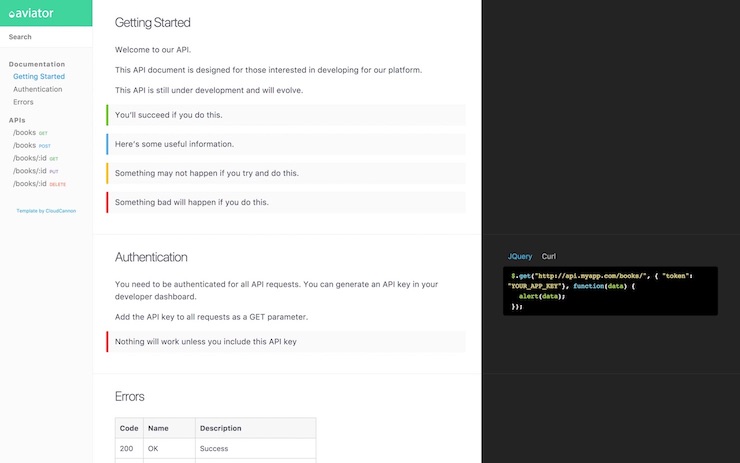 aviator
Search
Documentation
Getting Started
Authentication
Errors
APIs
/books GET
/books POST
/books/:id GET
/books/:id PUT
/books/:id DELETE
Template by CloudCannon
Getting Started
Welcome to our API.
This API document is designed for those interested in developing for our platform.
This API is still under development and will evolve.
You'll succeed if you do this.
Here's some useful information.
Something may not happen if you try and do this.
Something bad will happen if you do this.
Authentication
You need to be authenticated for all API requests. You can generate an API key in your
developer dashboard.
Add the API key to all requests as a GET parameter.
Nothing will work unless you include this API key
JQuery Curl
$.get("http://api.myapp.com/books/", { "token":
"YOUR_APP_KEY"}, function(data) {
alert(data);
});
Errors
Code Name Description
200 OK Success